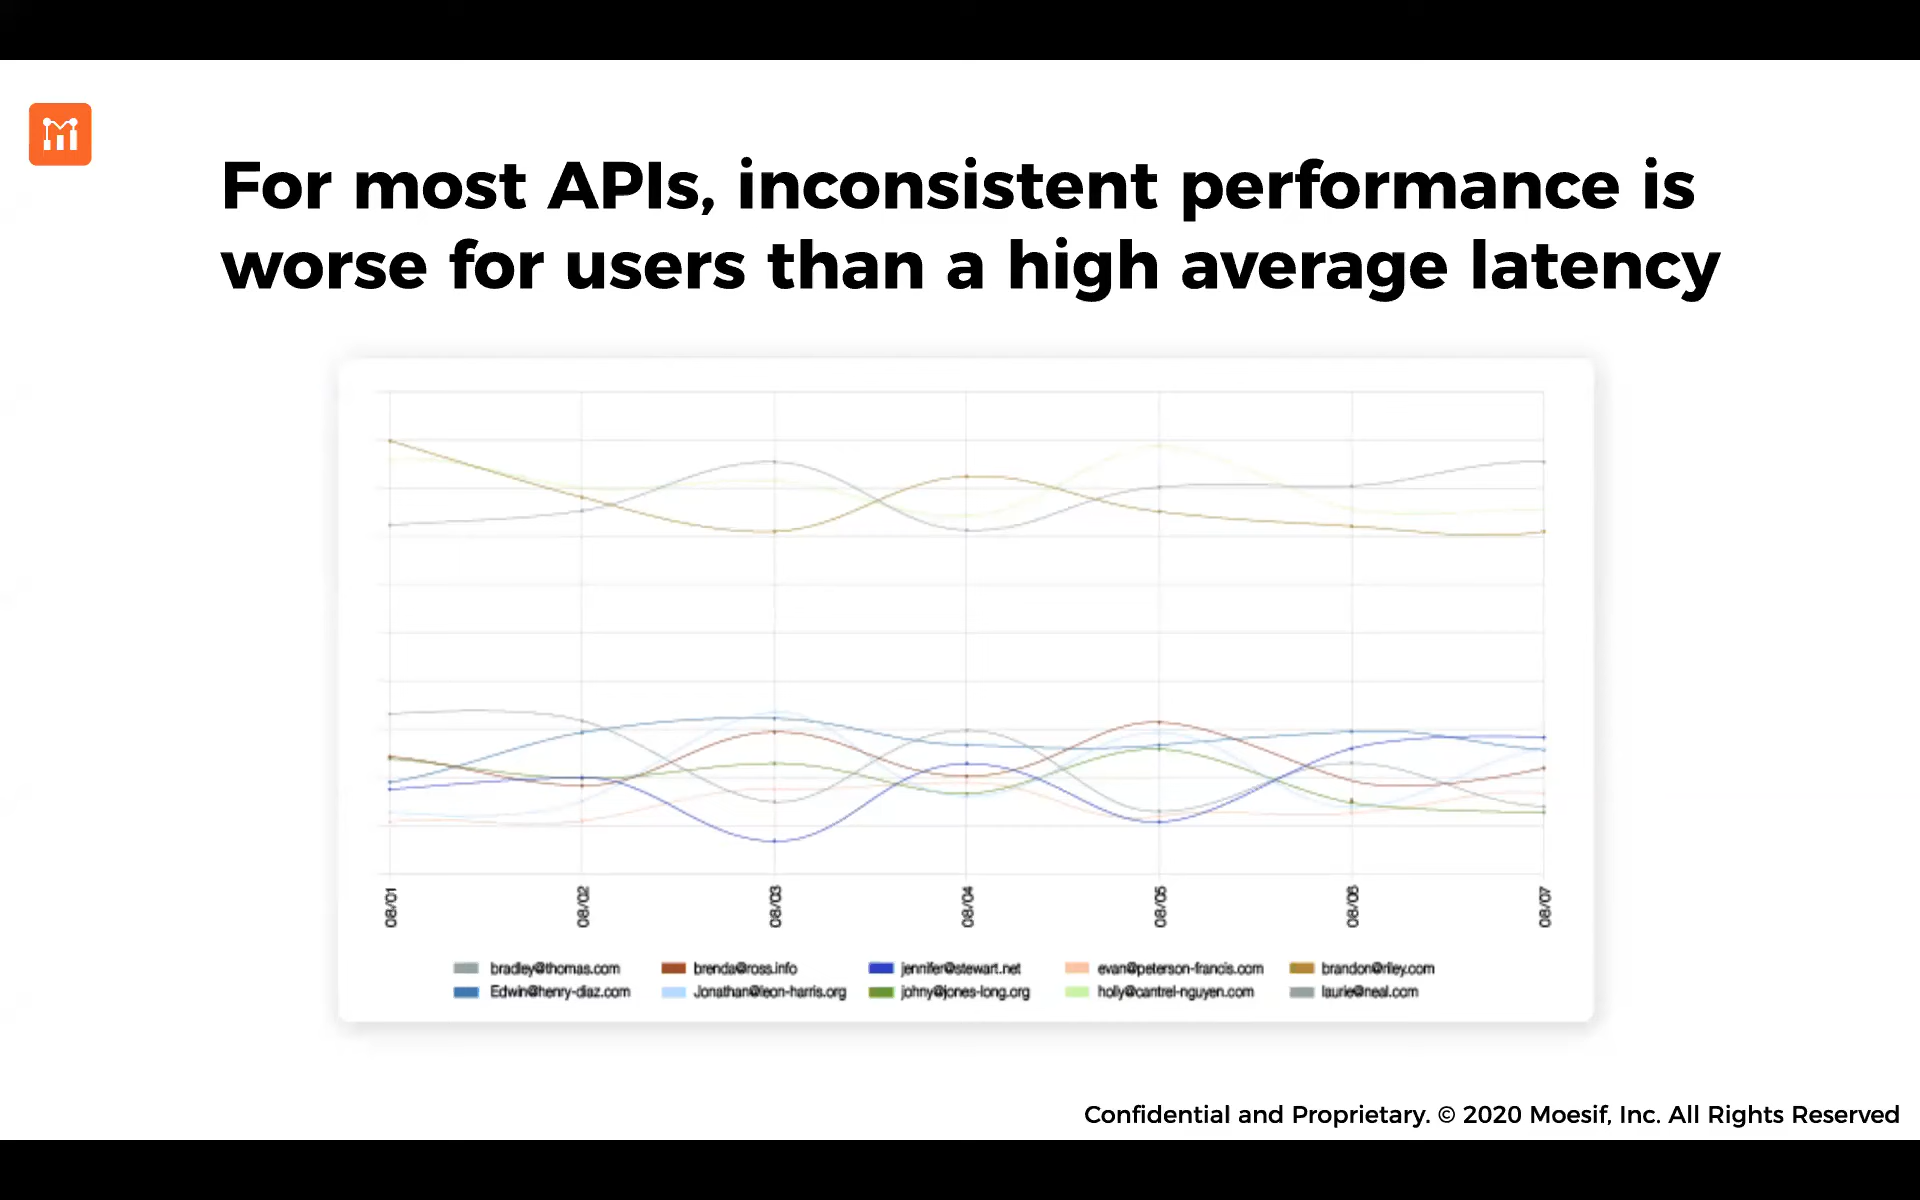 For most APIs, inconsistent performance is
worse for users than a high average latency
08/01 08/02 08/03 08/04 08/05 08/06 08/07
bradley@thomas.com brenda@ross.info jennifer@stewart.net evan@peterson-francis.com brandon@riley.com
Edwin@henry-diaz.com Jonathan@leon-harris.org johny@jones-long.org holly@cantrel-nguyen.com laurie@neal.com
Confidential and Proprietary. © 2020 Moesif, Inc. All Rights Reserved